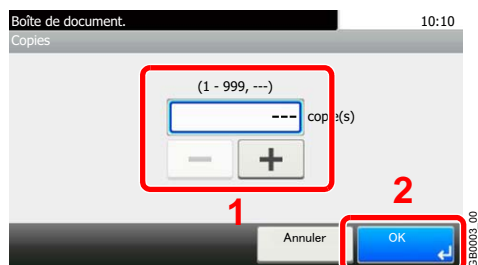 Boîte de document.
10:10
Copies
(1 - 999, ---)
--- copie(s)
− +
1
2
Annuler
OK
GB0003_00